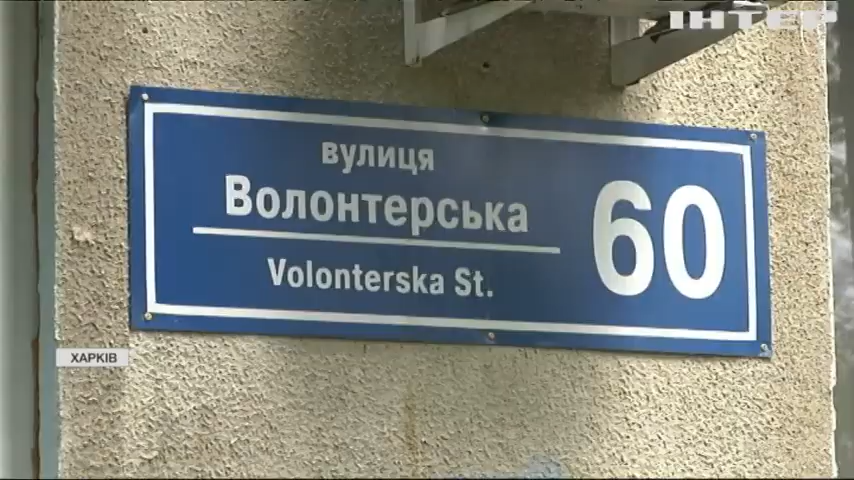 ІНТЕР
вулиця
Волонтерська
60
Volonterska St.
ХАРКІВ